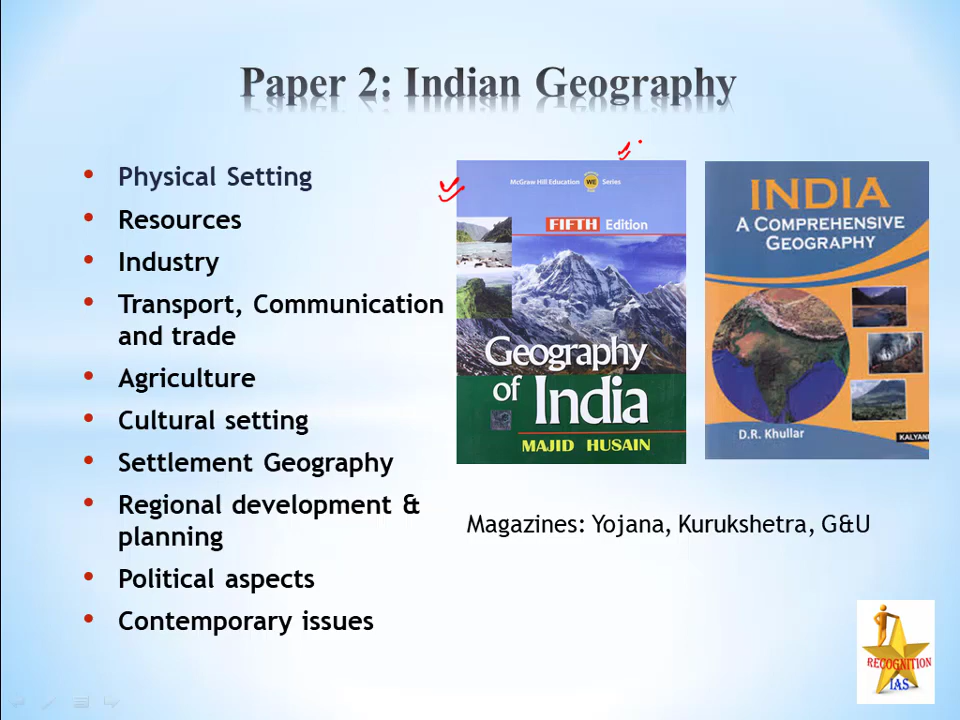 Paper 2: Indian Geography
• Physical Setting
• Resources
• Industry
• Transport, Communication
and trade
• Agriculture
• Cultural setting
• Settlement Geography
• Regional development &
planning
• Political aspects
• Contemporary issues
McGraw Hill Education WE Series
FIFTH Edition
Geography
of India
MAJID HUSAIN
INDIA
A COMPREHENSIVE
GEOGRAPHY
D.R. Khullar
KALYANI
Magazines: Yojana, Kurukshetra, G&U
RECOGNITION
IAS